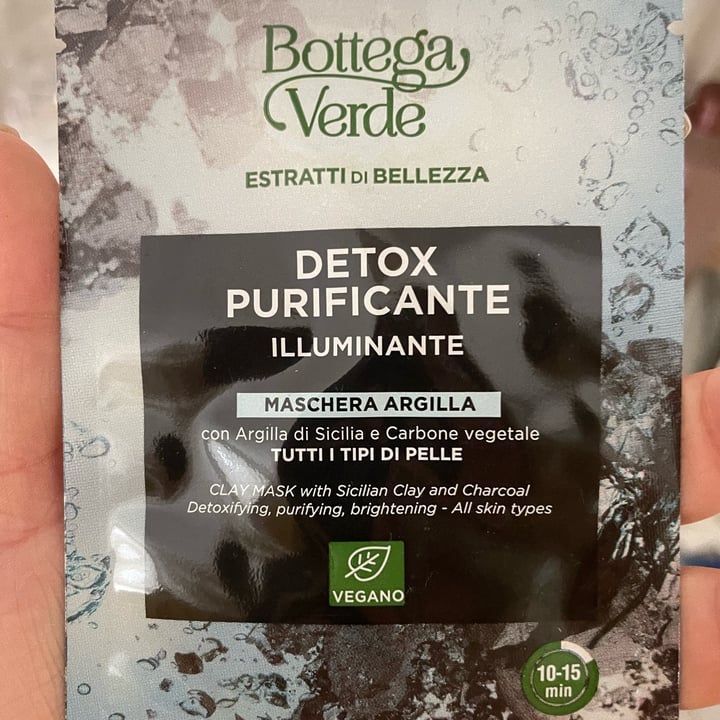 Bottega
Verde
ESTRATTI DI BELLEZZA
DETOX
PURIFICANTE
ILLUMINANTE
MASCHERA ARGILLA
con Argilla di Sicilia e Carbone vegetale
TUTTI I TIPI DI PELLE
CLAY MASK with Sicilian Clay and Charcoal
Detoxifying, purifying, brightening - All skin types
VEGANO
10-15
min